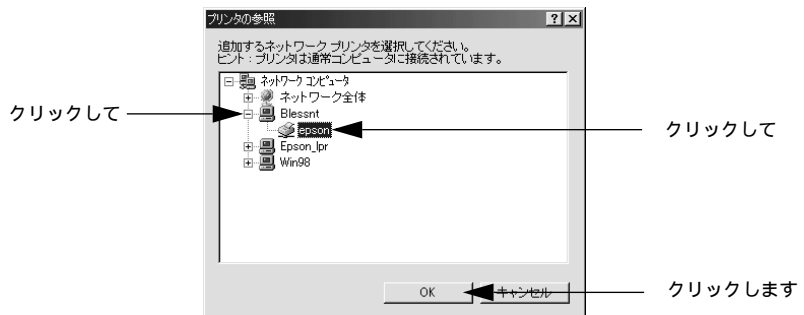 プリンタの参照
追加するネットワーク プリンタを選択してください。
ヒント：プリンタは通常コンピュータに接続されています。
ネットワーク コンピュータ
ネットワーク全体
クリックして
Blessnt
epson
クリックして
Epson_lpr
Win98
OK
キャンセル
クリックします